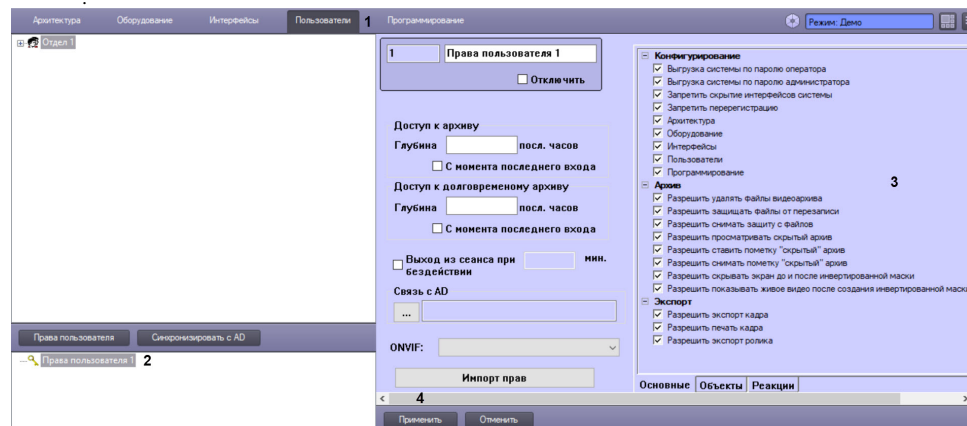 Архитектура Оборудование Интерфейсы Пользователи 1 Программирование Режим: Демо
Отдел 1
1 Права пользователя 1
Отключить
Доступ к архиву
Глубина посл. часов
С момента последнего входа
Доступ к долговременому архиву
Глубина посл. часов
С момента последнего входа
Выход из сеанса при мин.
бездействии
Связь с AD
...
ONVIF:
Импорт прав
4
Применить Отменить
Конфигурирование
Выгрузка системы по паролю оператора
Выгрузка системы по паролю администратора
Запретить скрытие интерфейсов системы
Запретить перерегистрацию
Архитектура
Оборудование
Интерфейсы
Пользователи
Программирование
3
Архив
Разрешить удалять файлы видеоархива
Разрешить защищать файлы от перезаписи
Разрешить снимать защиту с файлов
Разрешить просматривать скрытый архив
Разрешить ставить пометку "скрытый" архив
Разрешить снимать пометку "скрытый" архив
Разрешить скрывать экран до и после инвертированной маски
Разрешить показывать живое видео после создания инвертированной маски
Экспорт
Разрешить экспорт кадра
Разрешить печать кадра
Разрешить экспорт ролика
Основные Объекты Реакции
Права пользователя Синхронизировать с AD
Права пользователя 1 2